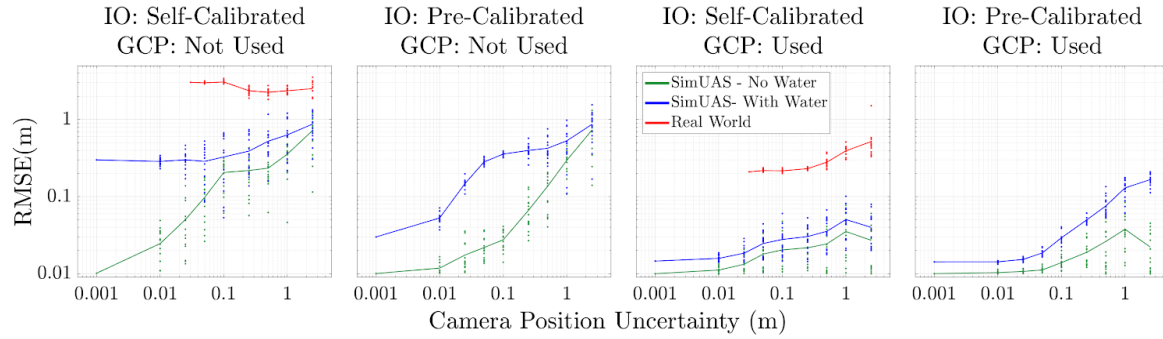 IO: Self-Calibrated
GCP: Not Used
IO: Pre-Calibrated
GCP: Not Used
IO: Self-Calibrated
GCP: Used
IO: Pre-Calibrated
GCP: Used
SimUAS - No Water
SimUAS- With Water
Real World
RMSE(m)
1
0.1
0.01
0.001 0.01 0.1 1
0.001 0.01 0.1 1
0.001 0.01 0.1 1
0.001 0.01 0.1 1
Camera Position Uncertainty (m)